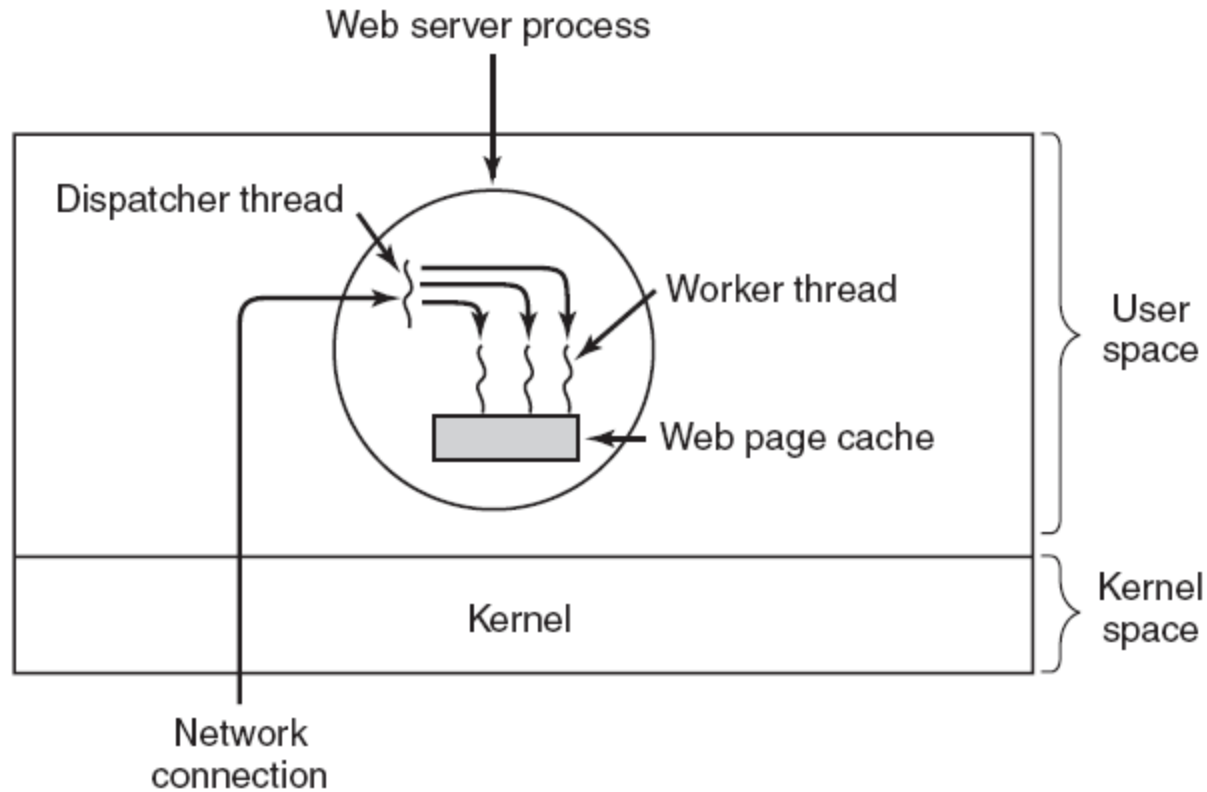 Web server process
Dispatcher thread
Worker thread
User
space
Web page cache
Kernel
Kernel
space
Network
connection